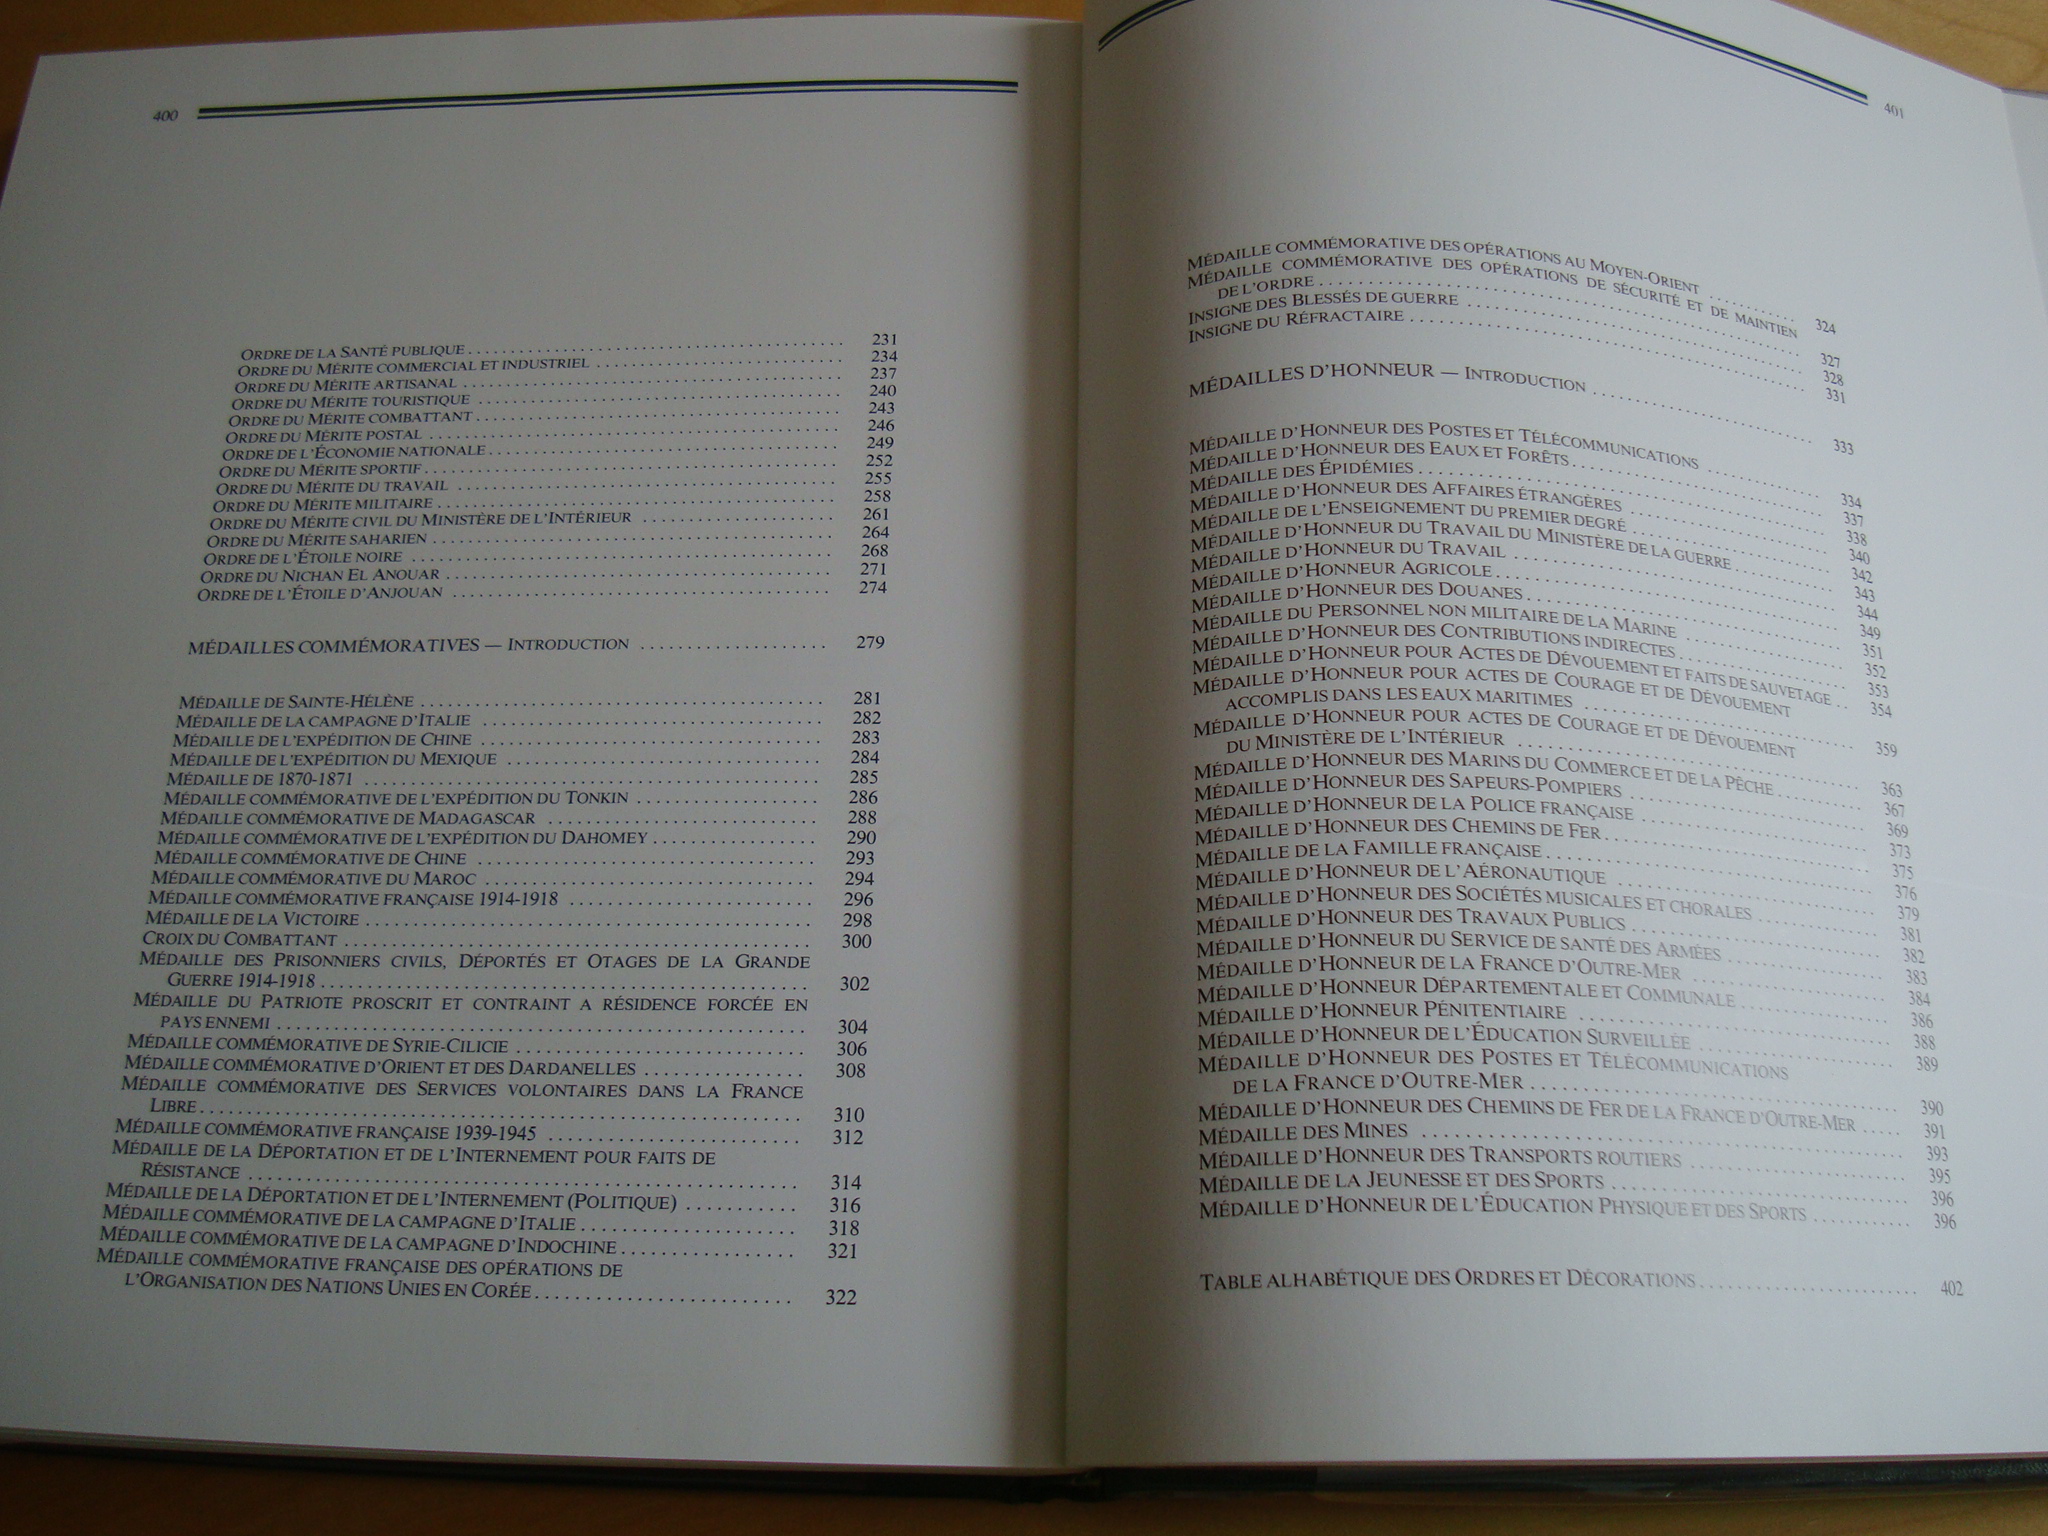 400
Ordre de la Santé publique 231
Ordre du Mérite commercial et industriel 234
Ordre du Mérite artisanal 237
Ordre du Mérite touristique 240
Ordre du Mérite combattant 243
Ordre du Mérite postal 246
Ordre de l'Économie nationale 249
Ordre du Mérite sportif 252
Ordre du Mérite du travail 255
Ordre du Mérite militaire 258
Ordre du Mérite civil du Ministère de l'Intérieur 261
Ordre du Mérite saharien 264
Ordre de l'Étoile noire 268
Ordre du Nichan El Anouar 271
Ordre de l'Étoile d'Anjouan 274
MÉDAILLES COMMÉMORATIVES — Introduction 279
Médaille de Sainte-Hélène 281
Médaille de la campagne d'Italie 282
Médaille de l'expédition de Chine 283
Médaille de l'expédition du Mexique 284
Médaille de 1870-1871 285
Médaille commémorative de l'expédition du Tonkin 286
Médaille commémorative de Madagascar 288
Médaille commémorative de l'expédition du Dahomey 290
Médaille commémorative de Chine 293
Médaille commémorative du Maroc 294
Médaille commémorative française 1914-1918 296
Médaille de la Victoire 298
Croix du Combattant 300
Médaille des Prisonniers civils, Déportés et Otages de la Grande
Guerre 1914-1918 302
Médaille du Patriote proscrit et contraint a résidence forcée en
pays ennemi 304
Médaille commémorative de Syrie-Cilicie 306
Médaille commémorative d'Orient et des Dardanelles 308
Médaille commémorative des Services volontaires dans la France
Libre 310
Médaille commémorative française 1939-1945 312
Médaille de la Déportation et de l'Internement pour faits de
Résistance 314
Médaille de la Déportation et de l'Internement (Politique) 316
Médaille commémorative de la campagne d'Italie 318
Médaille commémorative de la campagne d'Indochine 321
Médaille commémorative française des opérations de
l'Organisation des Nations Unies en Corée 322
401
Médaille commémorative des opérations au Moyen-Orient 324
Médaille commémorative des opérations de sécurité et de maintien
de l'ordre 327
Insigne des Blessés de guerre 328
Insigne du Réfractaire 331
MÉDAILLES D'HONNEUR — Introduction 333
Médaille d'Honneur des Postes et Télécommunications 334
Médaille d'Honneur des Eaux et Forêts 337
Médaille des Épidémies 338
Médaille d'Honneur des Affaires étrangères 340
Médaille de l'Enseignement du premier degré 342
Médaille d'Honneur du Travail du Ministère de la guerre 343
Médaille d'Honneur du Travail 344
Médaille d'Honneur Agricole 349
Médaille d'Honneur des Douanes 351
Médaille du Personnel non militaire de la Marine 352
Médaille d'Honneur des Contributions indirectes 353
Médaille d'Honneur pour Actes de Dévouement et faits de sauvetage 354
Médaille d'Honneur pour actes de Courage et de Dévouement
accomplis dans les eaux maritimes 359
Médaille d'Honneur pour actes de Courage et de Dévouement
du Ministère de l'Intérieur 363
Médaille d'Honneur des Marins du Commerce et de la Pêche 367
Médaille d'Honneur des Sapeurs-Pompiers 369
Médaille d'Honneur de la Police française 373
Médaille d'Honneur des Chemins de Fer 375
Médaille de la Famille française 376
Médaille d'Honneur de l'Aéronautique 379
Médaille d'Honneur des Sociétés musicales et chorales 381
Médaille d'Honneur des Travaux Publics 382
Médaille d'Honneur du Service de santé des Armées 383
Médaille d'Honneur de la France d'Outre-Mer 384
Médaille d'Honneur Départementale et Communale 386
Médaille d'Honneur Pénitentiaire 388
Médaille d'Honneur de l'Éducation Surveillée 389
Médaille d'Honneur des Postes et Télécommunications
de la France d'Outre-Mer 390
Médaille d'Honneur des Chemins de Fer de la France d'Outre-Mer 391
Médaille des Mines 393
Médaille d'Honneur des Transports routiers 395
Médaille de la Jeunesse et des Sports 396
Médaille d'Honneur de l'Éducation Physique et des Sports 396
Table alhabétique des Ordres et Décorations 402